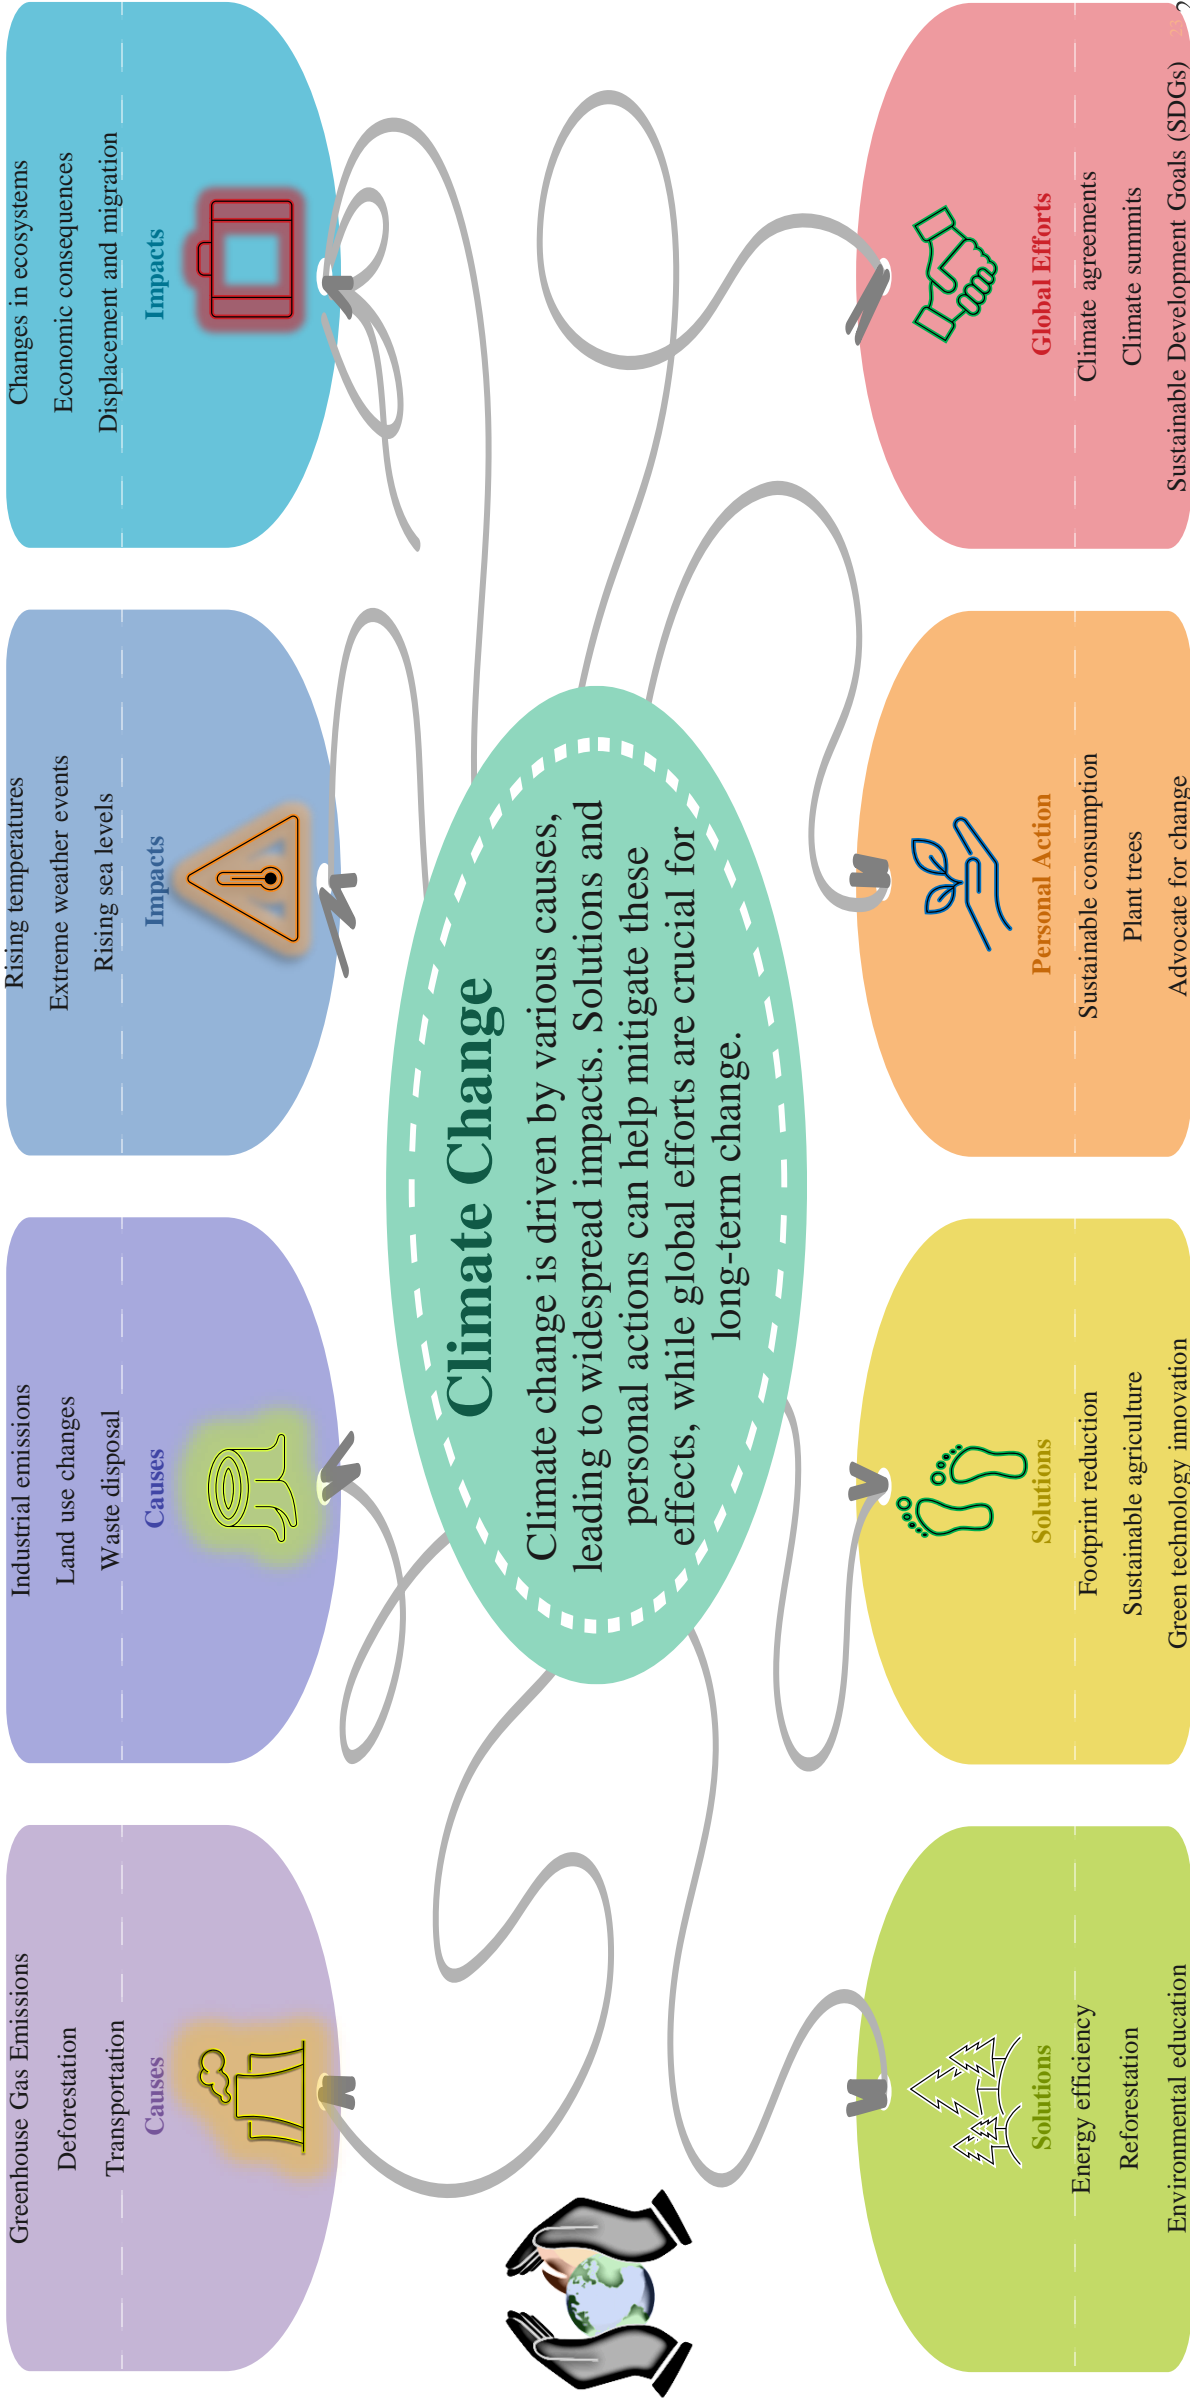 Greenhouse Gas Emissions
Deforestation
Transportation
Causes
Industrial emissions
Land use changes
Waste disposal
Causes
Rising temperatures
Extreme weather events
Rising sea levels
Impacts
Changes in ecosystems
Economic consequences
Displacement and migration
Impacts
Climate Change
Climate change is driven by various causes,
leading to widespread impacts. Solutions and
personal actions can help mitigate these
effects, while global efforts are crucial for
long-term change.
Solutions
Energy efficiency
Reforestation
Environmental education
Solutions
Footprint reduction
Sustainable agriculture
Green technology innovation
Personal Action
Sustainable consumption
Plant trees
Advocate for change
Global Efforts
Climate agreements
Climate summits
Sustainable Development Goals (SDGs)
23